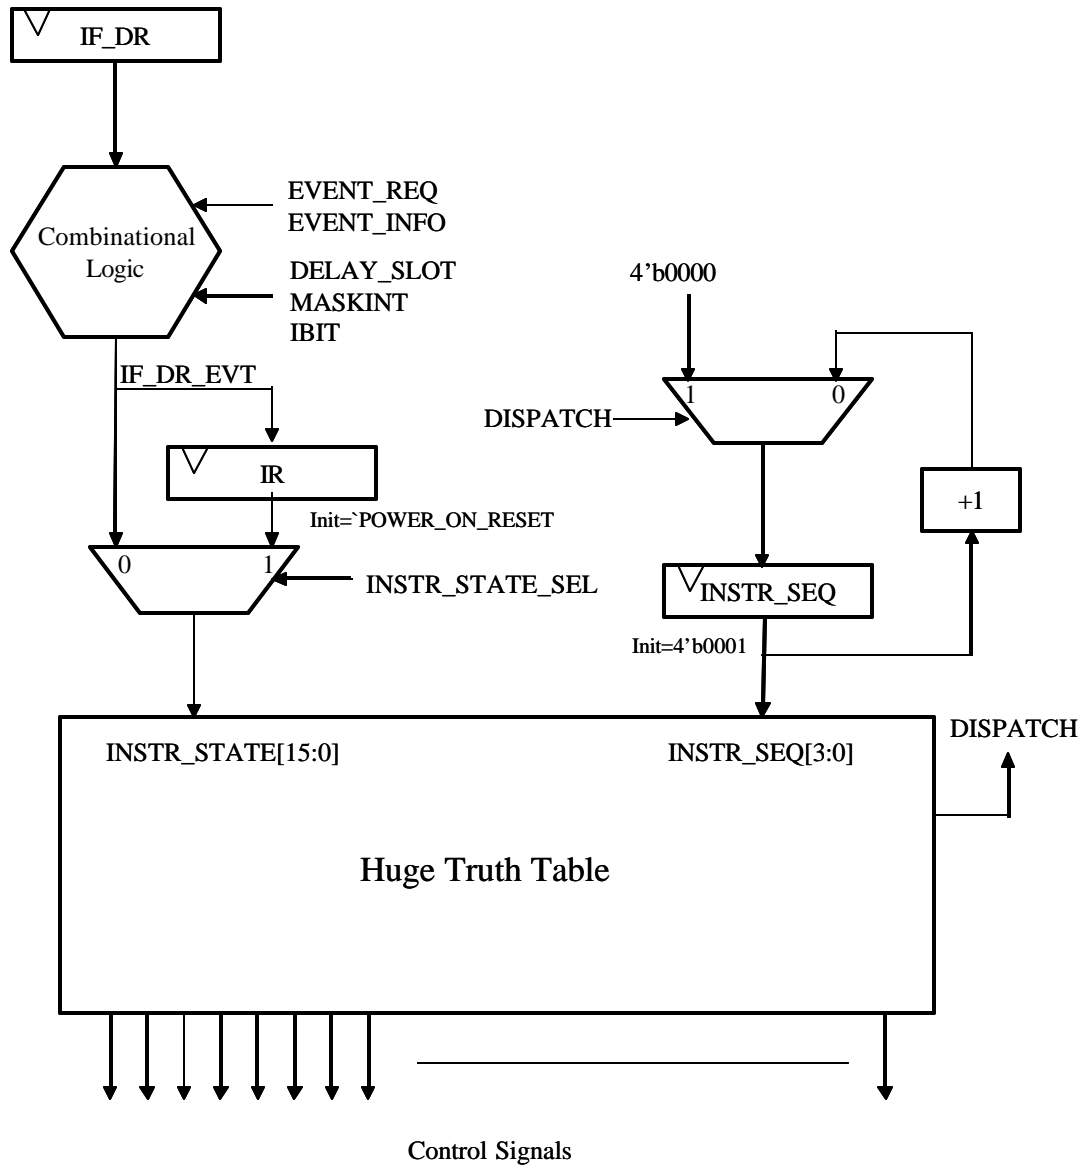 IF_DR
EVENT_REQ
EVENT_INFO
Combinational
Logic
DELAY_SLOT
MASKINT
IBIT
4’b0000
IF_DR_EVT
1
0
DISPATCH
IR
+1
Init=`POWER_ON_RESET
0
1
INSTR_STATE_SEL
INSTR_SEQ
Init=4’b0001
DISPATCH
INSTR_STATE[15:0]
INSTR_SEQ[3:0]
Huge Truth Table
Control Signals